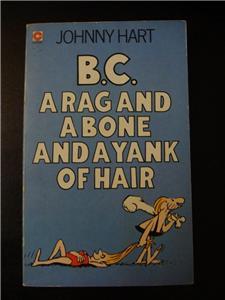 JOHNNY HART
B.C.
A RAG AND
A BONE
AND A YANK
OF HAIR